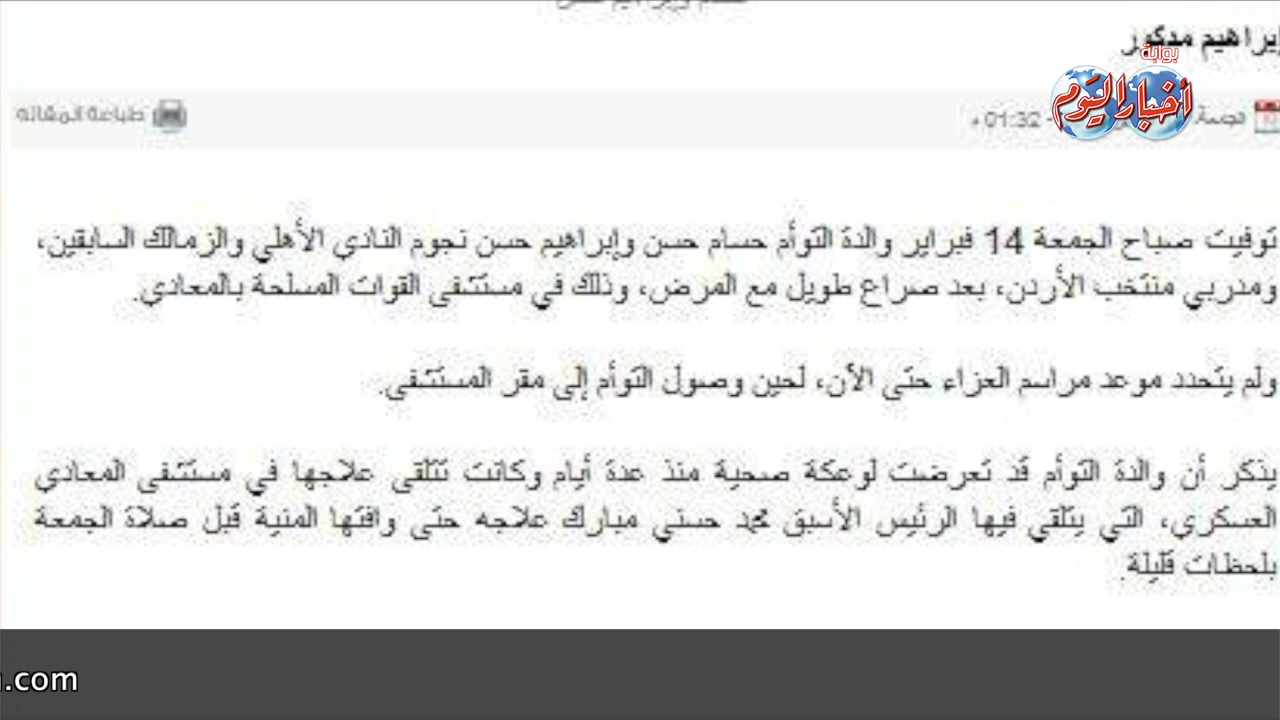 إبراهيم مدكور
بوابة
أخبار اليوم
الجمعة
01:32
طباعة المقاله
توفيت صباح الجمعة 14 فبراير والدة التوأم حسام حسن وإبراهيم حسن نجوم النادي الأهلي والزمالك السابقين،
ومدربي منتخب الأردن، بعد صراع طويل مع المرض، وذلك في مستشفى القوات المسلحة بالمعادي.
ولم يتحدد موعد مراسم العزاء حتى الآن، لحين وصول التوأم إلى مقر المستشفى.
يذكر أن والدة التوأم قد تعرضت لوعكة صحية منذ عدة أيام وكانت تتلقى علاجها في مستشفى المعادي
العسكري، التي يتلقي فيها الرئيس الأسبق محمد حسني مبارك علاجه حتى وافتها المنية قبل صلاة الجمعة
بلحظات قليلة.
.com